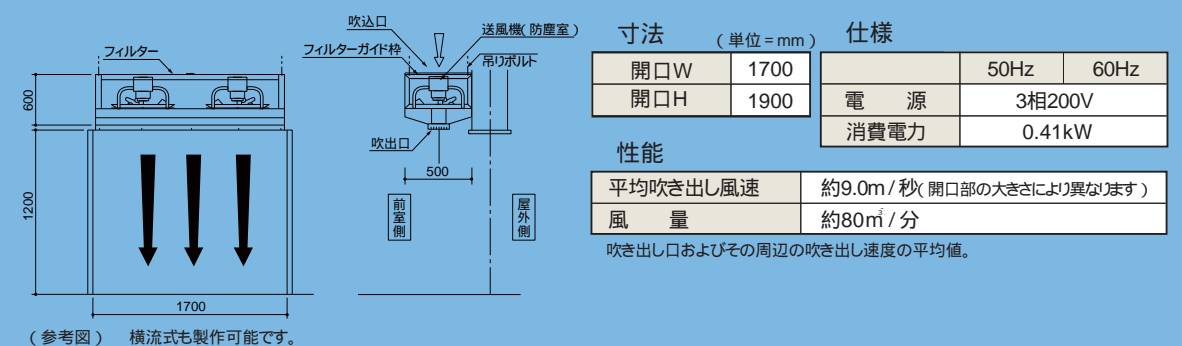 フィルター
600
1200
1700
(参考図) 横流式も製作可能です。
吹込口
送風機(防塵室)
フィルターガイド枠
吊りボルト
吹出口
500
前室側
屋外側
寸法 (単位=mm)
開口W 1700
開口H 1900
仕様
50Hz 60Hz
電 源 3相200V
消費電力 0.41kW
性能
平均吹き出し風速 約9.0m/秒(開口部の大きさにより異なります)
風 量 約80㎥/分
吹き出し口およびその周辺の吹き出し速度の平均値。